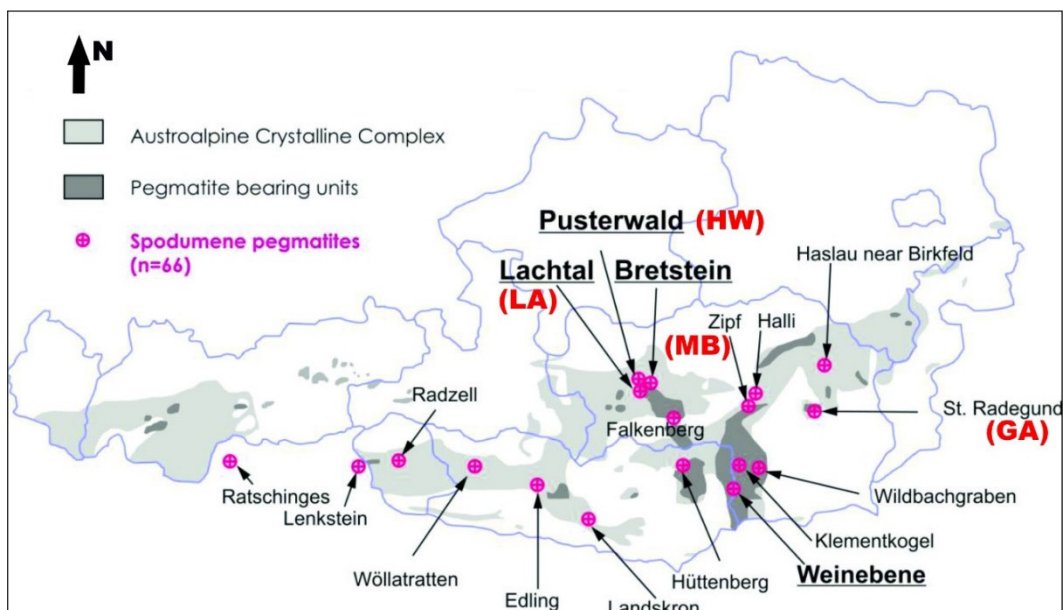 N
Austroalpine Crystalline Complex
Pegmatite bearing units
Spodumene pegmatites
(n=66)
Pusterwald (HW)
Lachtal Bretstein
(LA)
Haslau near Birkfeld
(MB)
Zipf Halli
Radzell
Falkenberg
St. Radegund
(GA)
Ratschinges
Lenkstein
Wildbachgraben
Wöllatratten
Klementkogel
Hüttenberg
Weinebene
Edling
Landskron